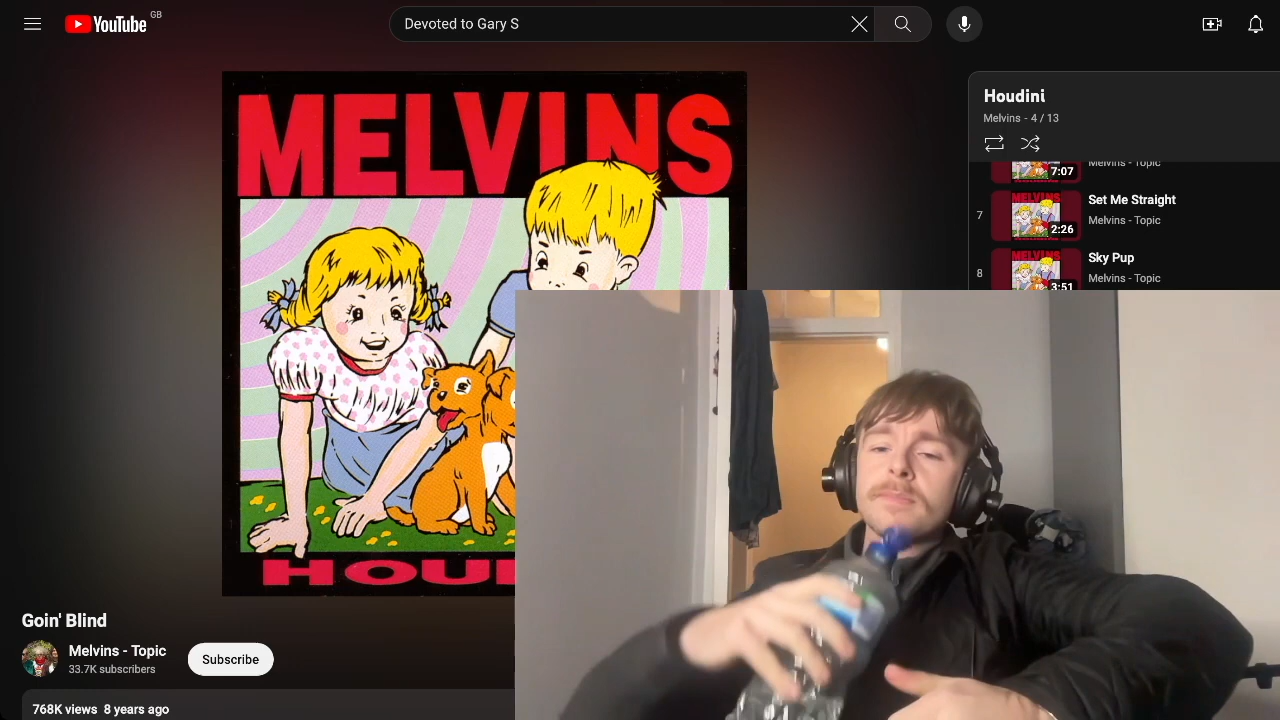 YouTube GB
Devoted to Gary S
MELVINS
HOU
Houdini
Melvins - 4 / 13
Melvins - Topic
7:07
7
Set Me Straight
Melvins - Topic
2:26
8
Sky Pup
Melvins - Topic
3:51
Goin' Blind
Melvins - Topic
33.7K subscribers
Subscribe
768K views 8 years ago